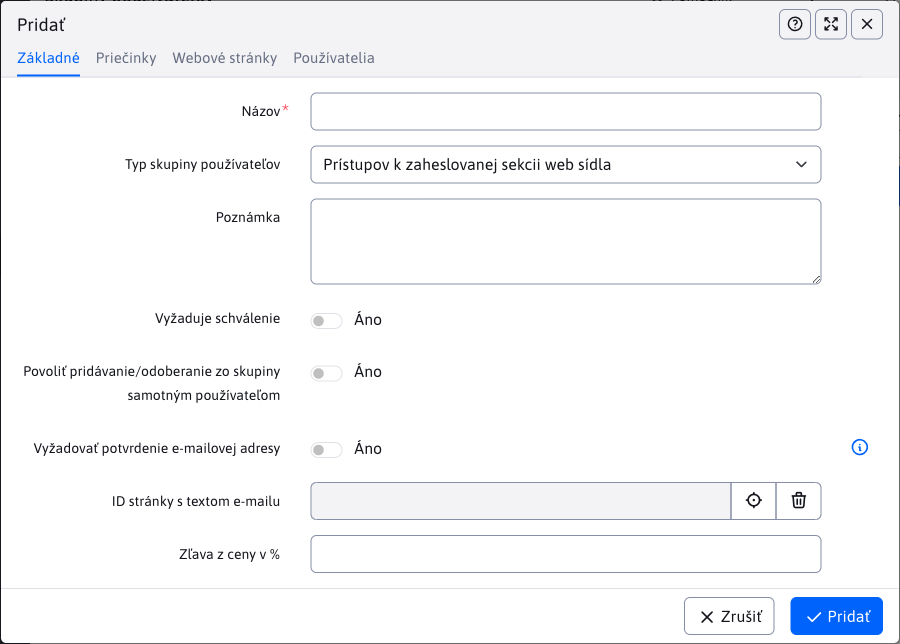 Pridať
Základné Priečinky Webové stránky Používatelia
Názov*
Typ skupiny používateľov Prístupov k zaheslovanej sekcii web sídla
Poznámka
Vyžaduje schválenie Áno
Povoliť pridávanie/odoberanie zo skupiny
samotným používateľom Áno
Vyžadovať potvrdenie e-mailovej adresy Áno
ID stránky s textom e-mailu
Zľava z ceny v %
Zrušiť Pridať